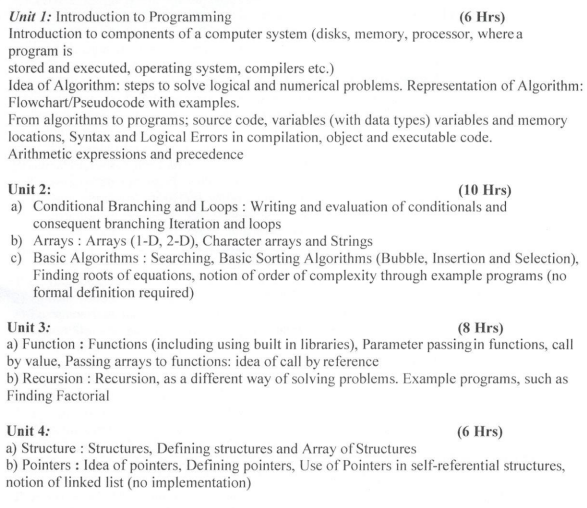 Unit 1: Introduction to Programming (6 Hrs)
Introduction to components of a computer system (disks, memory, processor, where a
program is
stored and executed, operating system, compilers etc.)
Idea of Algorithm: steps to solve logical and numerical problems. Representation of Algorithm:
Flowchart/Pseudocode with examples.
From algorithms to programs; source code, variables (with data types) variables and memory
locations, Syntax and Logical Errors in compilation, object and executable code.
Arithmetic expressions and precedence
Unit 2: (10 Hrs)
a) Conditional Branching and Loops : Writing and evaluation of conditionals and
consequent branching Iteration and loops
b) Arrays : Arrays (1-D, 2-D), Character arrays and Strings
c) Basic Algorithms : Searching, Basic Sorting Algorithms (Bubble, Insertion and Selection),
Finding roots of equations, notion of order of complexity through example programs (no
formal definition required)
Unit 3: (8 Hrs)
a) Function : Functions (including using built in libraries), Parameter passing in functions, call
by value, Passing arrays to functions: idea of call by reference
b) Recursion : Recursion, as a different way of solving problems. Example programs, such as
Finding Factorial
Unit 4: (6 Hrs)
a) Structure : Structures, Defining structures and Array of Structures
b) Pointers : Idea of pointers, Defining pointers, Use of Pointers in self-referential structures,
notion of linked list (no implementation)